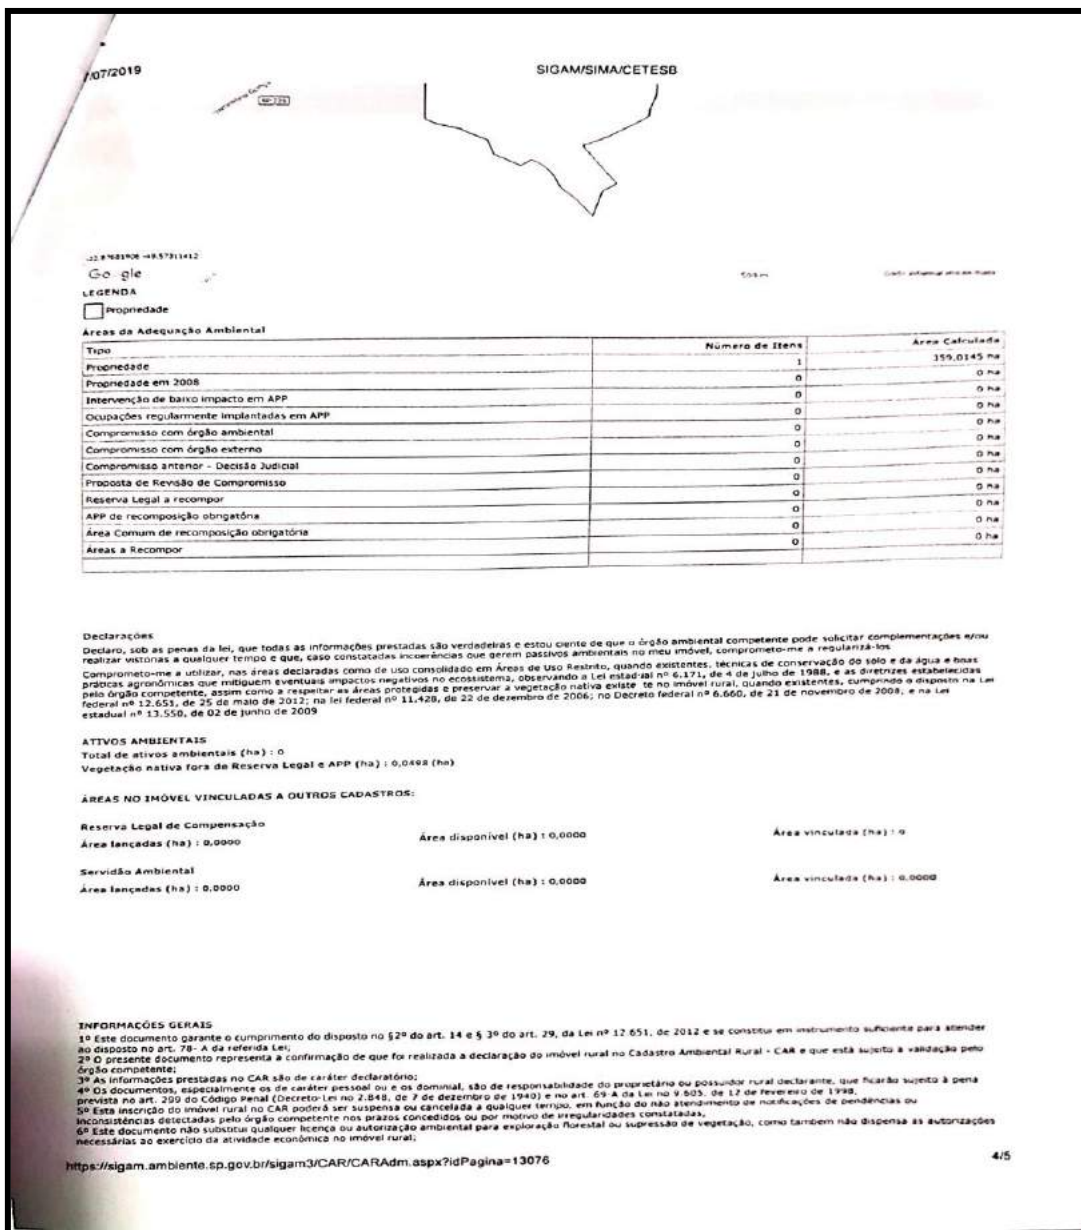 /07/2019
SIGAM/SIMA/CETESB
Go gle
LEGENDA
Propriedade
Áreas da Adequação Ambiental
Tipo Número de Itens Área Calculada
Propriedade 1 359,0145 ha
Propriedade em 2008 0 0 ha
Intervenção de baixo impacto em APP 0 0 ha
Ocupações regularmente implantadas em APP 0 0 ha
Compromisso com órgão ambiental 0 0 ha
Compromisso com órgão externo 0 0 ha
Compromisso anterior - Decisão Judicial 0 0 ha
Proposta de Revisão de Compromisso 0 0 ha
Reserva Legal a recompor 0 0 ha
APP de recomposição obrigatória 0 0 ha
Área Comum de recomposição obrigatória 0 0 ha
Áreas a Recompor 0 0 ha
Declarações
Declaro, sob as penas da lei, que todas as informações prestadas são verdadeiras e estou ciente de que o órgão ambiental competente pode solicitar complementações e/ou
realizar vistorias a qualquer tempo e que, caso constatadas incoerências que gerem passivos ambientais no meu imóvel, comprometo-me a regularizá-los
Comprometo-me a utilizar, nas áreas declaradas como de uso consolidado em Áreas de Uso Restrito, quando existentes, técnicas de conservação do solo e da água e boas
práticas agronômicas que mitiguem eventuais impactos negativos no ecossistema, observando a Lei estadual nº 6.171, de 4 de julho de 1988, e as diretrizes estabelecidas
pelo órgão competente, assim como a respeitar as áreas protegidas e preservar a vegetação nativa existe te no imóvel rural, quando existentes, cumprindo o disposto na Lei
federal nº 12.651, de 25 de maio de 2012; na lei federal nº 11.428, de 22 de dezembro de 2006; no Decreto federal nº 6.660, de 21 de novembro de 2008; e na Lei
estadual nº 13.550, de 02 de junho de 2009
ATIVOS AMBIENTAIS
Total de ativos ambientais (ha) : 0
Vegetação nativa fora de Reserva Legal e APP (ha) : 0,0498 (ha)
ÁREAS NO IMÓVEL VINCULADAS A OUTROS CADASTROS:
Reserva Legal de Compensação
Área lançadas (ha) : 0,0000 Área disponível (ha) : 0,0000 Área vinculada (ha) : 0
Servidão Ambiental
Área lançadas (ha) : 0,0000 Área disponível (ha) : 0,0000 Área vinculada (ha) : 0,0000
INFORMAÇÕES GERAIS
1º Este documento garante o cumprimento do disposto no §2º do art. 14 e § 3º do art. 29, da Lei nº 12.651, de 2012 e se constitui em instrumento suficiente para atender
ao disposto no art. 78- A da referida Lei;
2º O presente documento representa a confirmação de que foi realizada a declaração do imóvel rural no Cadastro Ambiental Rural - CAR e que está sujeito à validação pelo
órgão competente;
3º As informações prestadas no CAR são de caráter declaratório;
4º Os documentos, especialmente os de caráter pessoal ou e os dominial, são de responsabilidade do proprietário ou possuidor rural declarante, que ficarão sujeito à pena
prevista no art. 299 do Código Penal (Decreto-Lei no 2.848, de 7 de dezembro de 1940) e no art. 69-A da Lei no 9.605, de 12 de fevereiro de 1998,
5º Esta inscrição do imóvel rural no CAR poderá ser suspensa ou cancelada a qualquer tempo, em função do não atendimento de notificações de pendências ou
inconsistências detectadas pelo órgão competente nos prazos concedidos ou por motivo de irregularidades constatadas,
6º Este documento não substitui qualquer licença ou autorização ambiental para exploração florestal ou supressão de vegetação, como também não dispensa as autorizações
necessárias ao exercício da atividade econômica no imóvel rural;
https://sigam.ambiente.sp.gov.br/sigam3/CAR/CARAdm.aspx?idPagina=13076 4/5